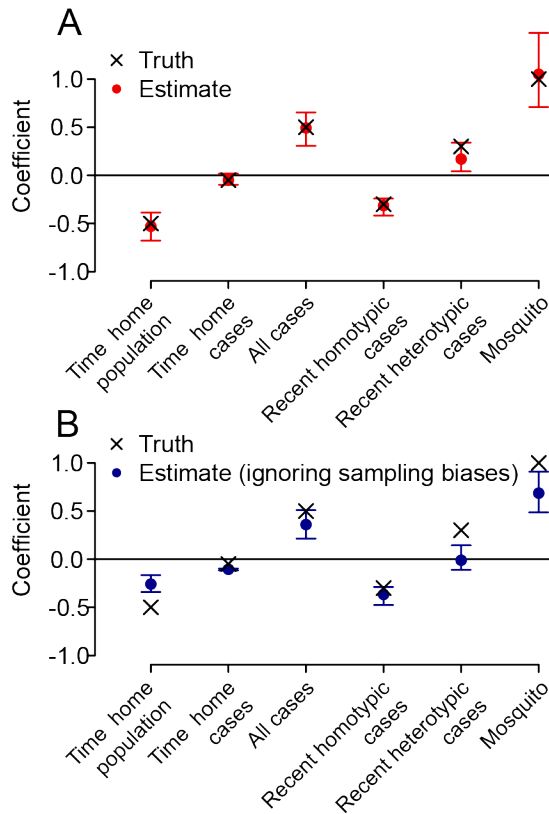 A
Truth
Estimate
Coefficient
1.0
0.5
0.0
-0.5
-1.0
Time home
population
Time home
cases
All cases
Recent homotypic
cases
Recent heterotypic
cases
Mosquito
B
Truth
Estimate (ignoring sampling biases)
Coefficient
1.0
0.5
0.0
-0.5
-1.0
Time home
population
Time home
cases
All cases
Recent homotypic
cases
Recent heterotypic
cases
Mosquito